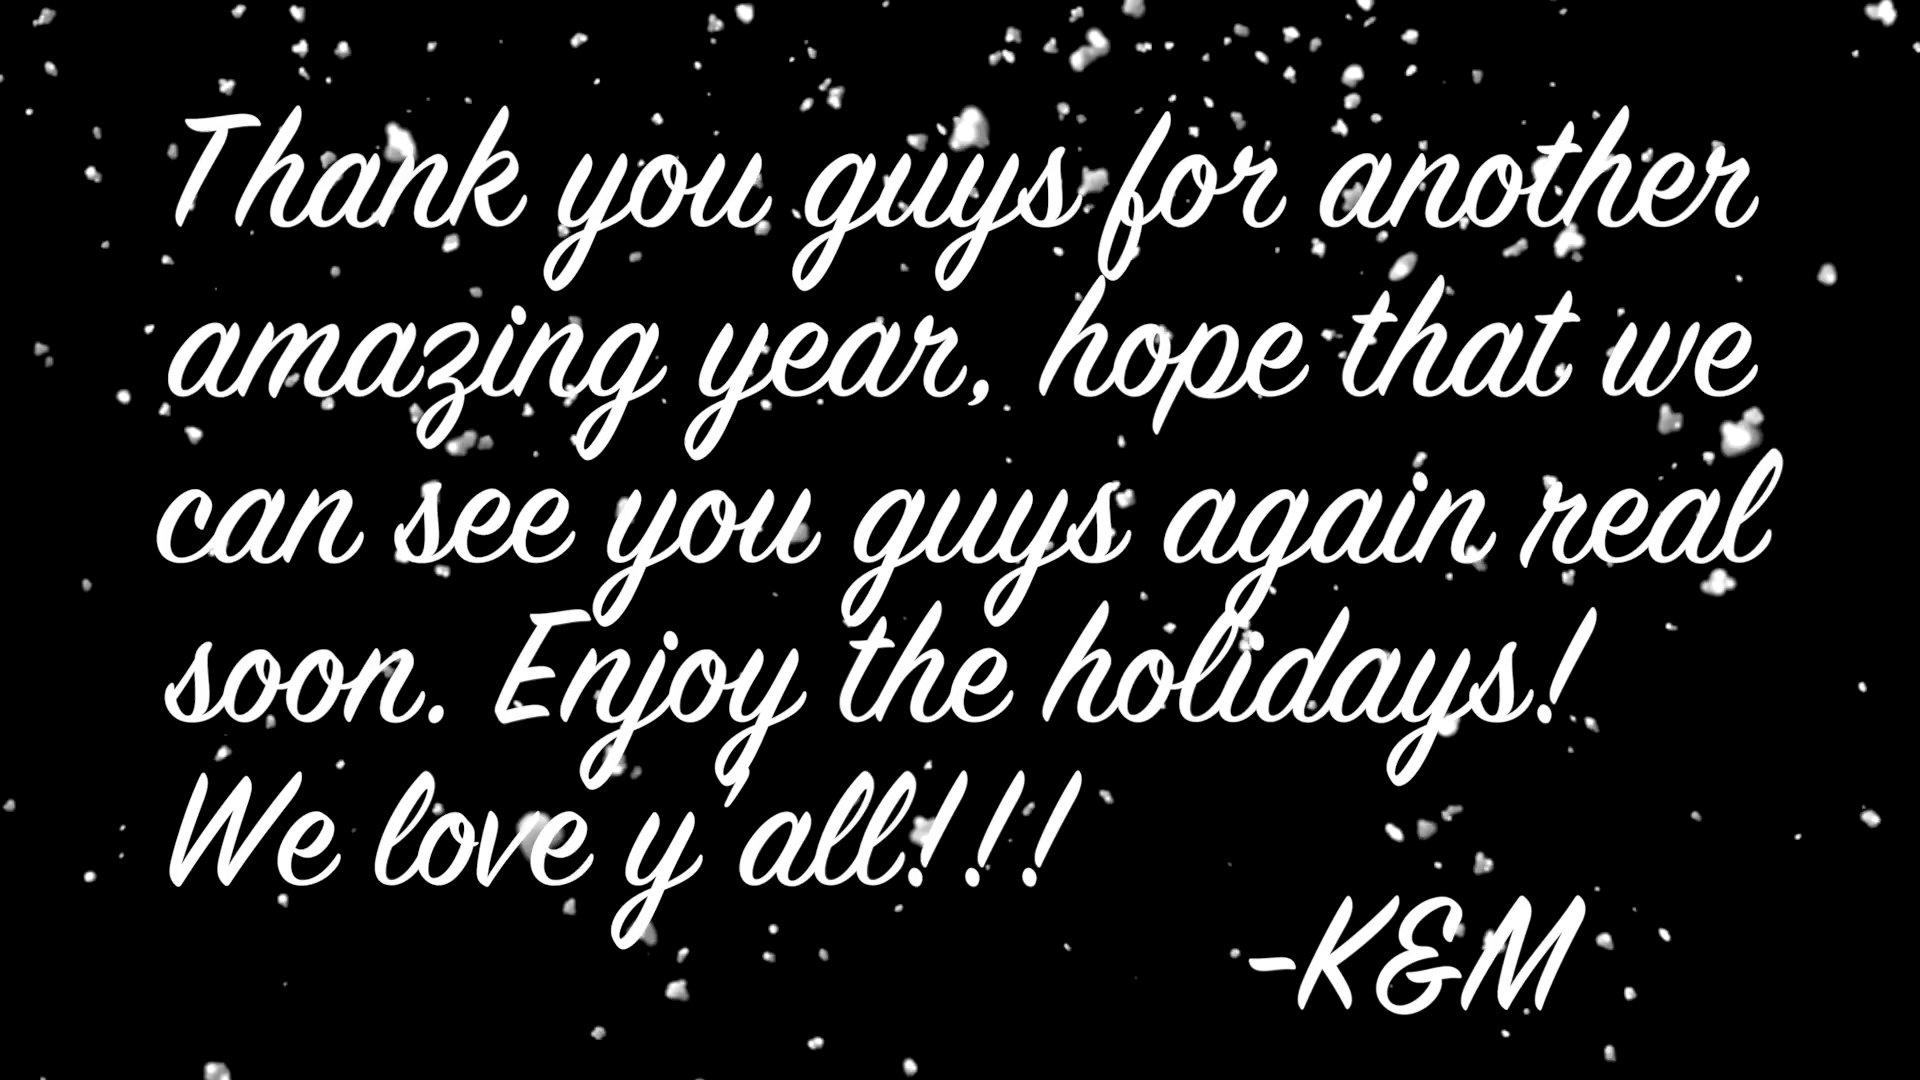 Thank you guys for another
amazing year, hope that we
can see you guys again real
soon. Enjoy the holidays!
We love y'all!!!
-K&M